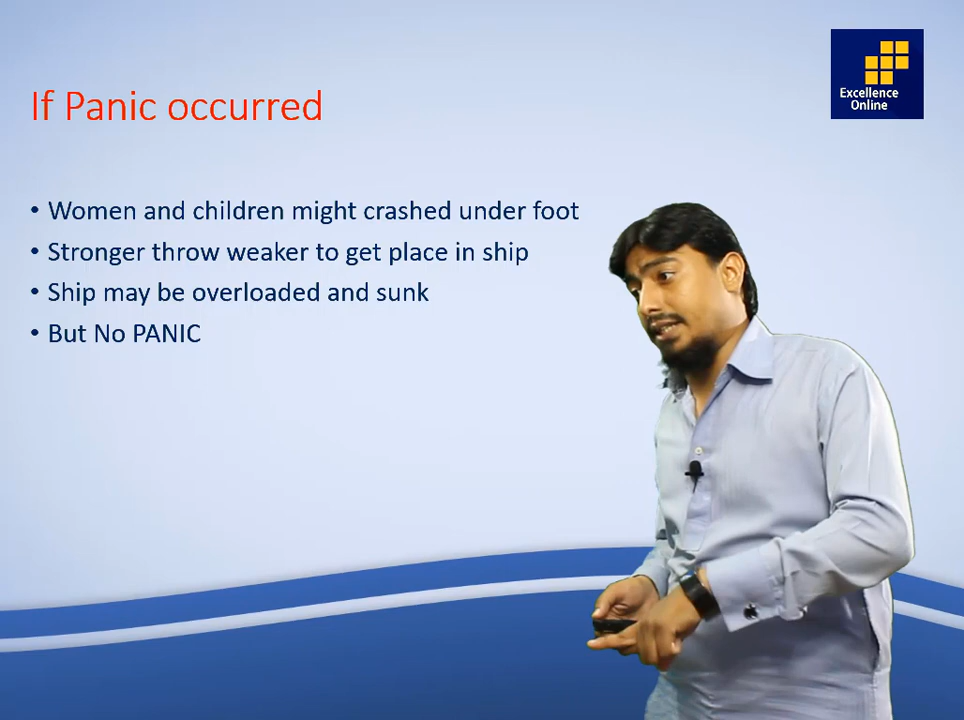 Excellence
Online
If Panic occurred
• Women and children might crashed under foot
• Stronger throw weaker to get place in ship
• Ship may be overloaded and sunk
• But No PANIC